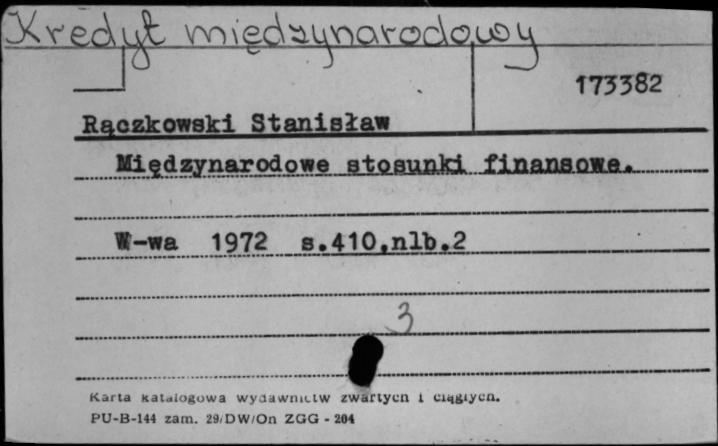 Kredyt międzynarodowy
173382
Rączkowski Stanisław
Międzynarodowe stosunki finansowe.
W-wa 1972 s.410,nlb.2
3
Karta katalogowa wydawnictw zwartych i ciągłych.
PU-B-144 zam. 29/DW/On ZGG - 204